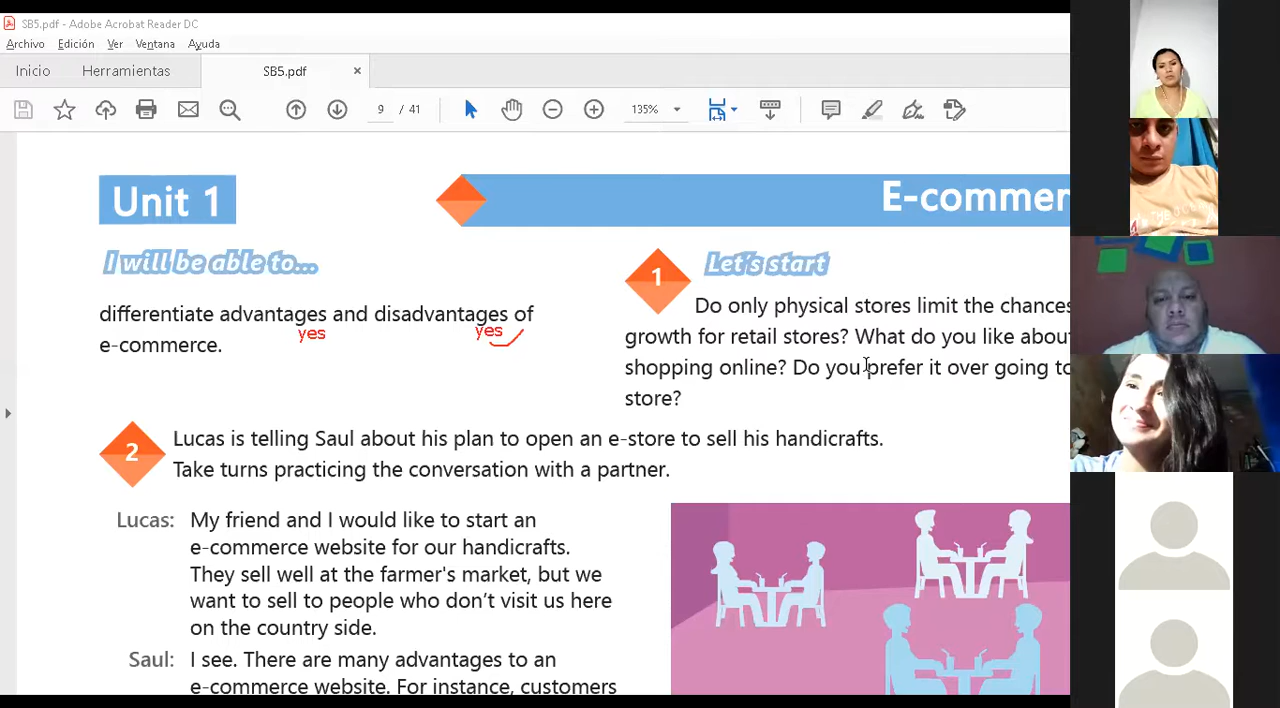 SB5.pdf - Adobe Acrobat Reader DC
Archivo Edición Ver Ventana Ayuda
Inicio Herramientas SB5.pdf ×
9 / 41 135%
Unit 1 E-commer
I will be able to...
differentiate advantages and disadvantages of
yes yes
e-commerce.
1 Let's start
Do only physical stores limit the chances
growth for retail stores? What do you like about
shopping online? Do you prefer it over going to
store?
2 Lucas is telling Saul about his plan to open an e-store to sell his handicrafts.
Take turns practicing the conversation with a partner.
Lucas: My friend and I would like to start an
e-commerce website for our handicrafts.
They sell well at the farmer's market, but we
want to sell to people who don't visit us here
on the country side.
Saul: I see. There are many advantages to an
e-commerce website. For instance, customers